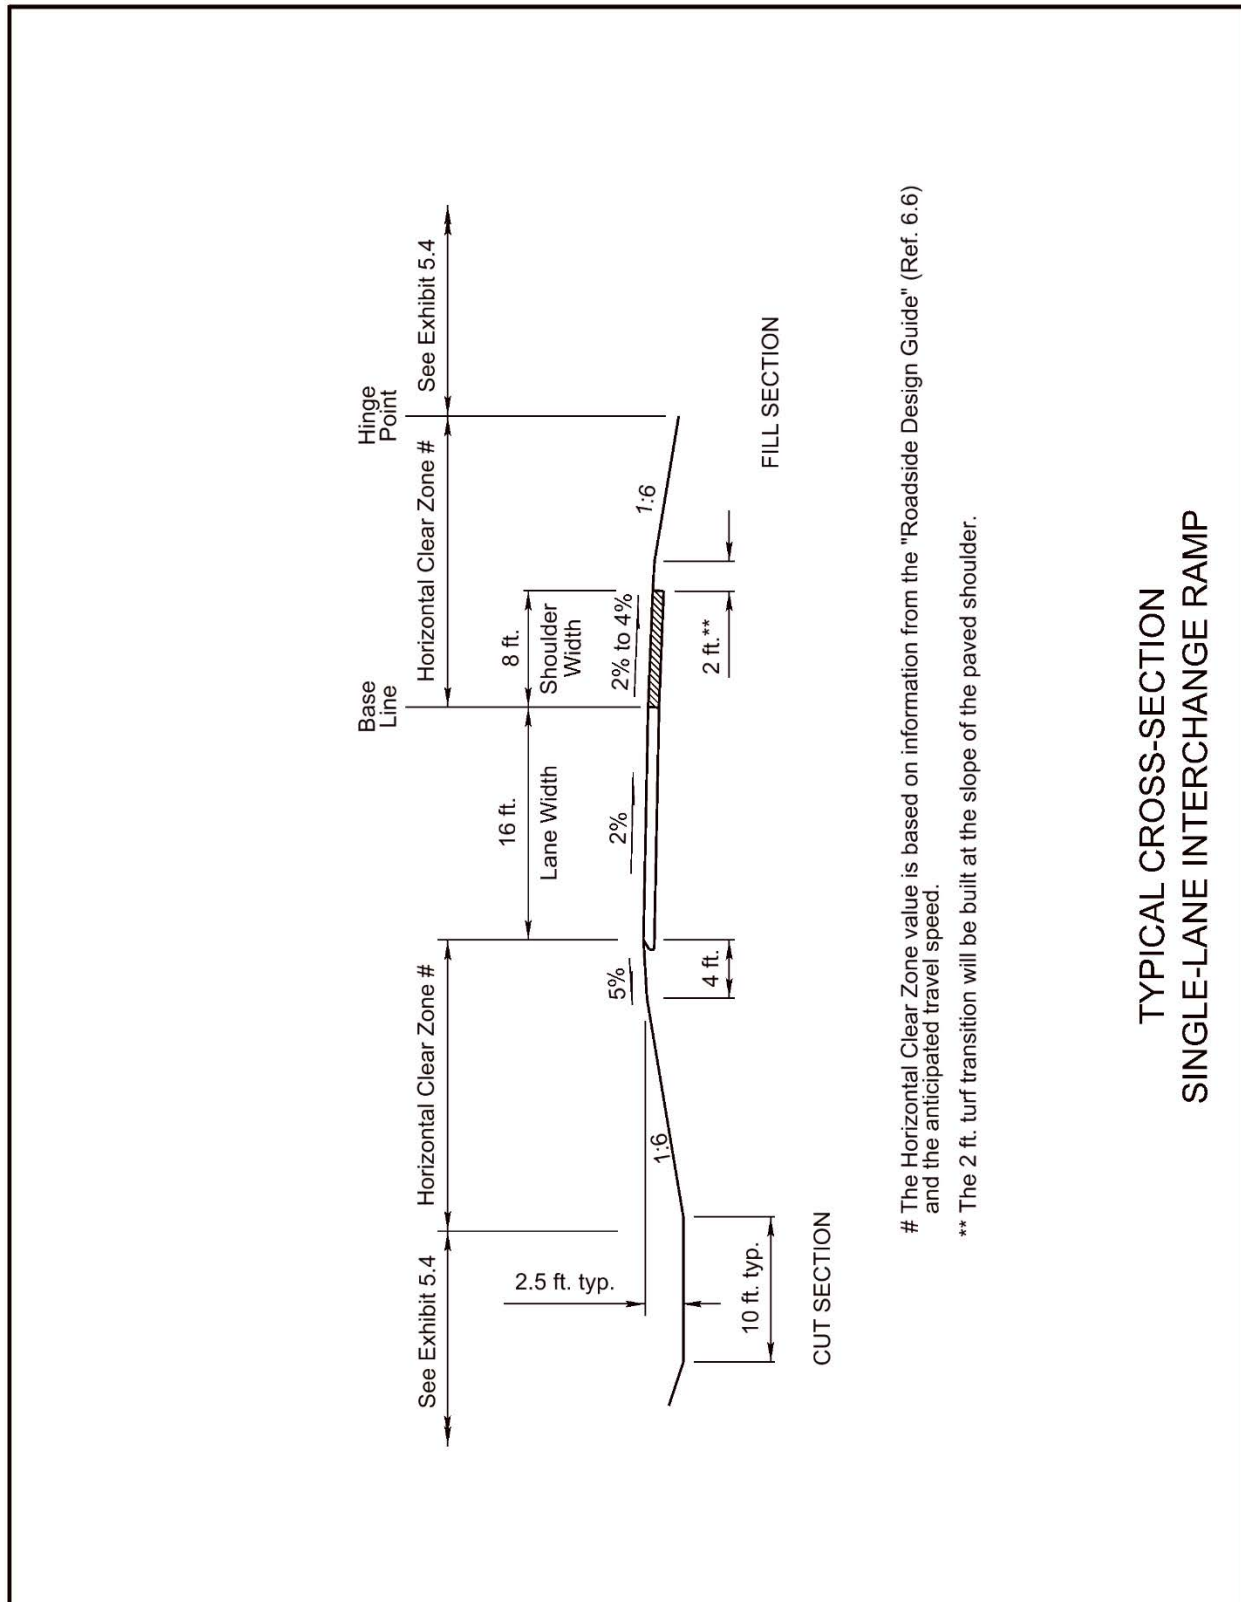 Base
Line
Hinge
Point
See Exhibit 5.4
Horizontal Clear Zone #
Horizontal Clear Zone #
See Exhibit 5.4
16 ft.
8 ft.
Lane Width
Shoulder
Width
2.5 ft. typ.
5%
2%
2% to 4%
1:6
1:6
4 ft.
2 ft.**
10 ft. typ.
CUT SECTION
FILL SECTION
# The Horizontal Clear Zone value is based on information from the "Roadside Design Guide" (Ref. 6.6)
and the anticipated travel speed.
** The 2 ft. turf transition will be built at the slope of the paved shoulder.
TYPICAL CROSS-SECTION
SINGLE-LANE INTERCHANGE RAMP